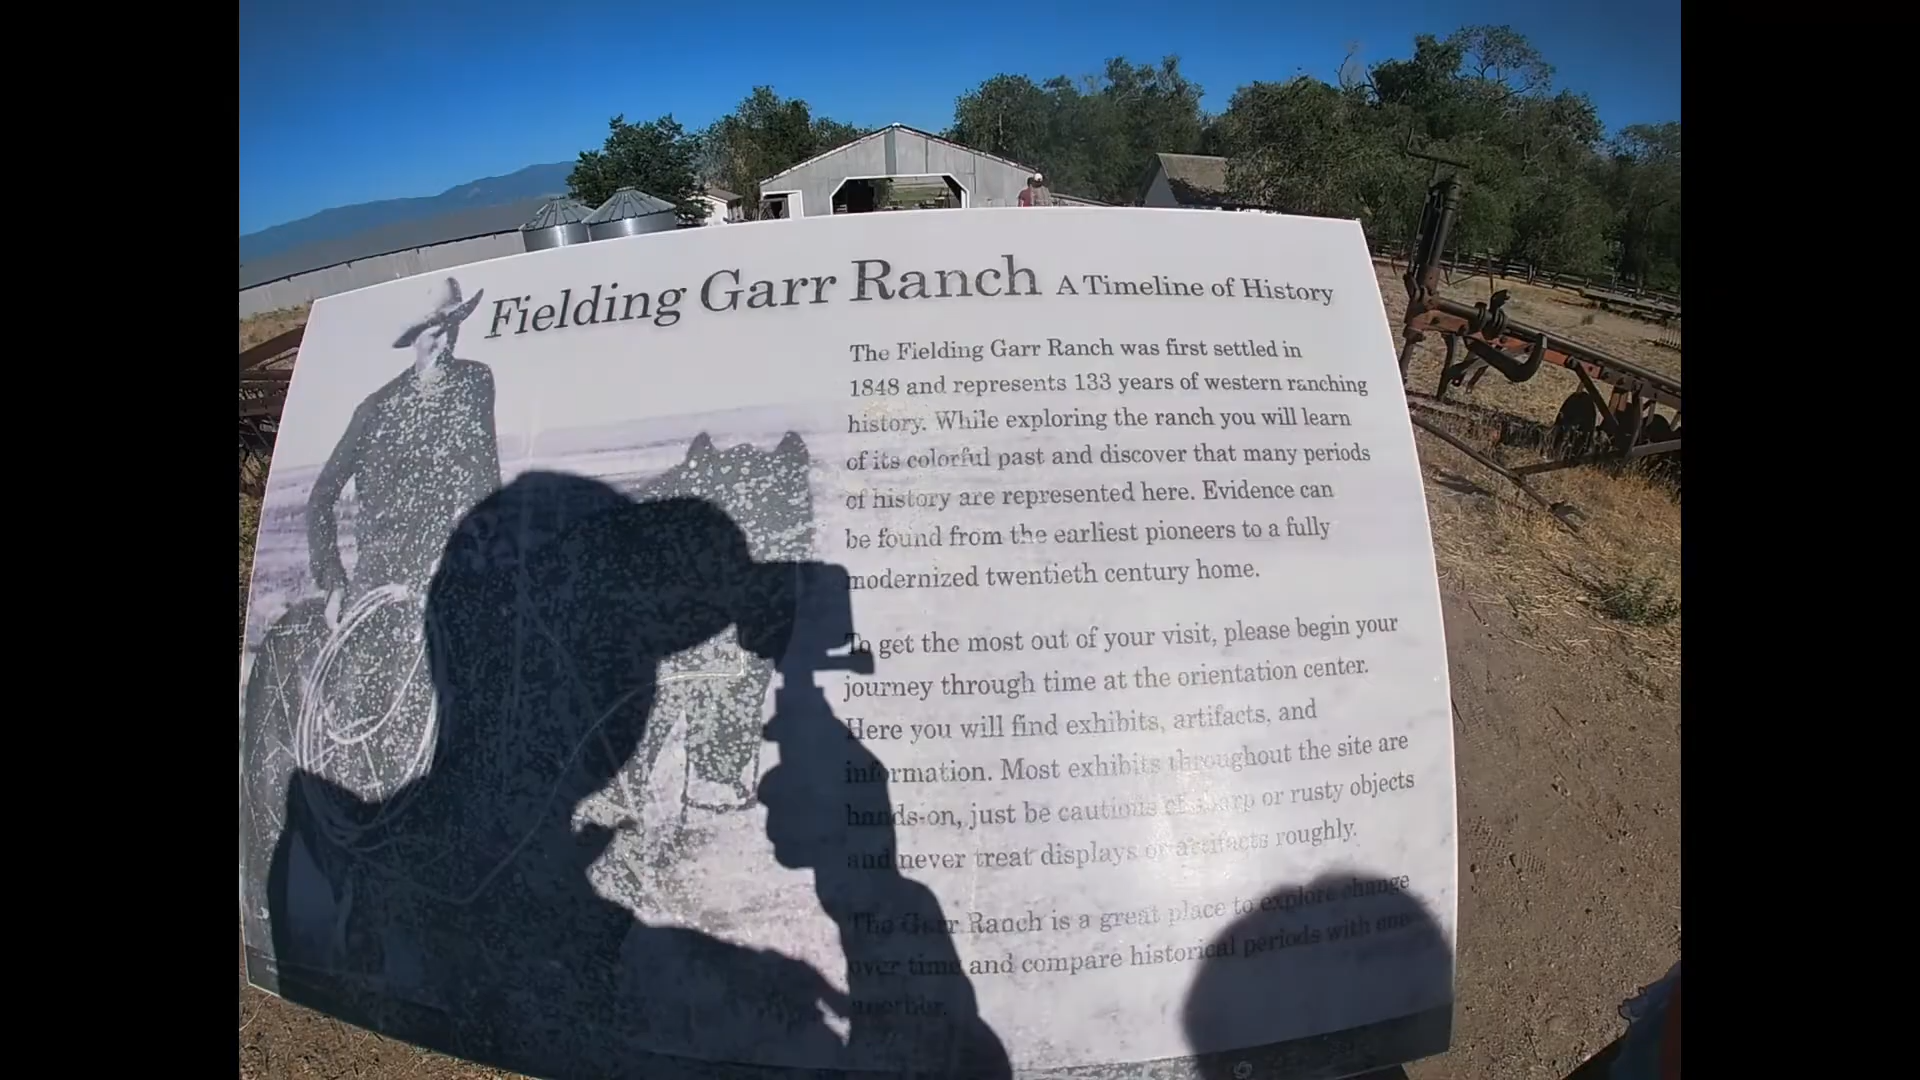 Fielding Garr Ranch A Timeline of History
The Fielding Garr Ranch was first settled in
1848 and represents 133 years of western ranching
history. While exploring the ranch you will learn
of its colorful past and discover that many periods
of history are represented here. Evidence can
be found from the earliest pioneers to a fully
modernized twentieth century home.
To get the most out of your visit, please begin your
journey through time at the orientation center.
Here you will find exhibits, artifacts, and
information. Most exhibits throughout the site are
hands-on, just be cautious of sharp or rusty objects
and never treat displays or artifacts roughly.
The Garr Ranch is a great place to explore change
over time and compare historical periods with one
another.